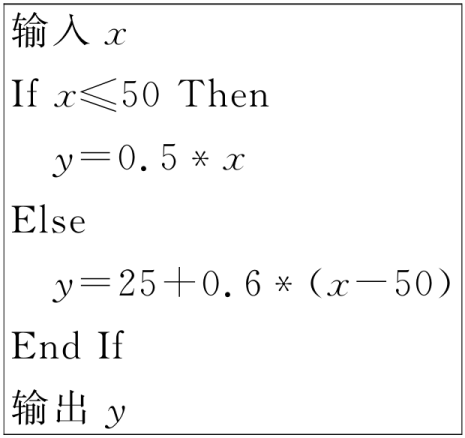 输入 x
If x⩽50 Then
y=0.5 * x
Else
y=25+0.6 * (x-50)
End If
输出 y